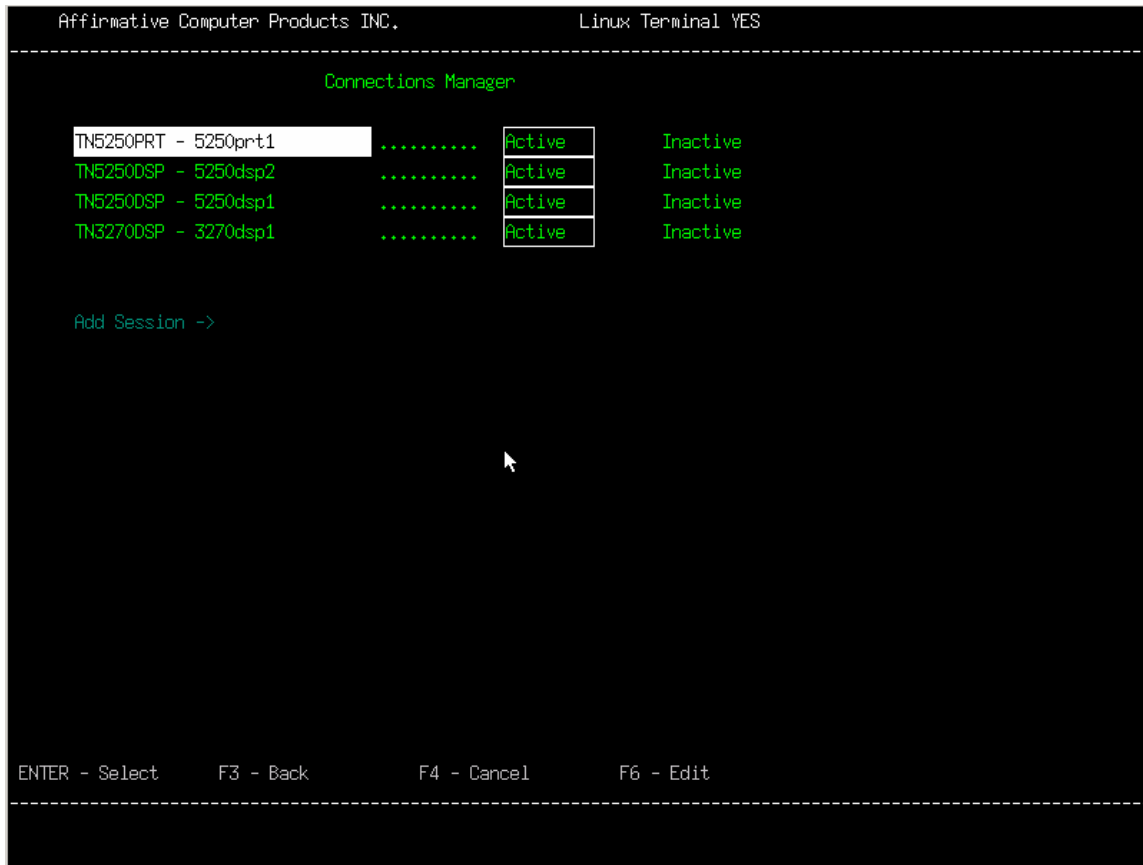 Affirmative Computer Products INC. Linux Terminal YES
Connections Manager
TN5250PRT - 5250prt1 .......... Active Inactive
TN5250DSP - 5250dsp2 .......... Active Inactive
TN5250DSP - 5250dsp1 .......... Active Inactive
TN3270DSP - 3270dsp1 .......... Active Inactive
Add Session ->
ENTER - Select F3 - Back F4 - Cancel F6 - Edit